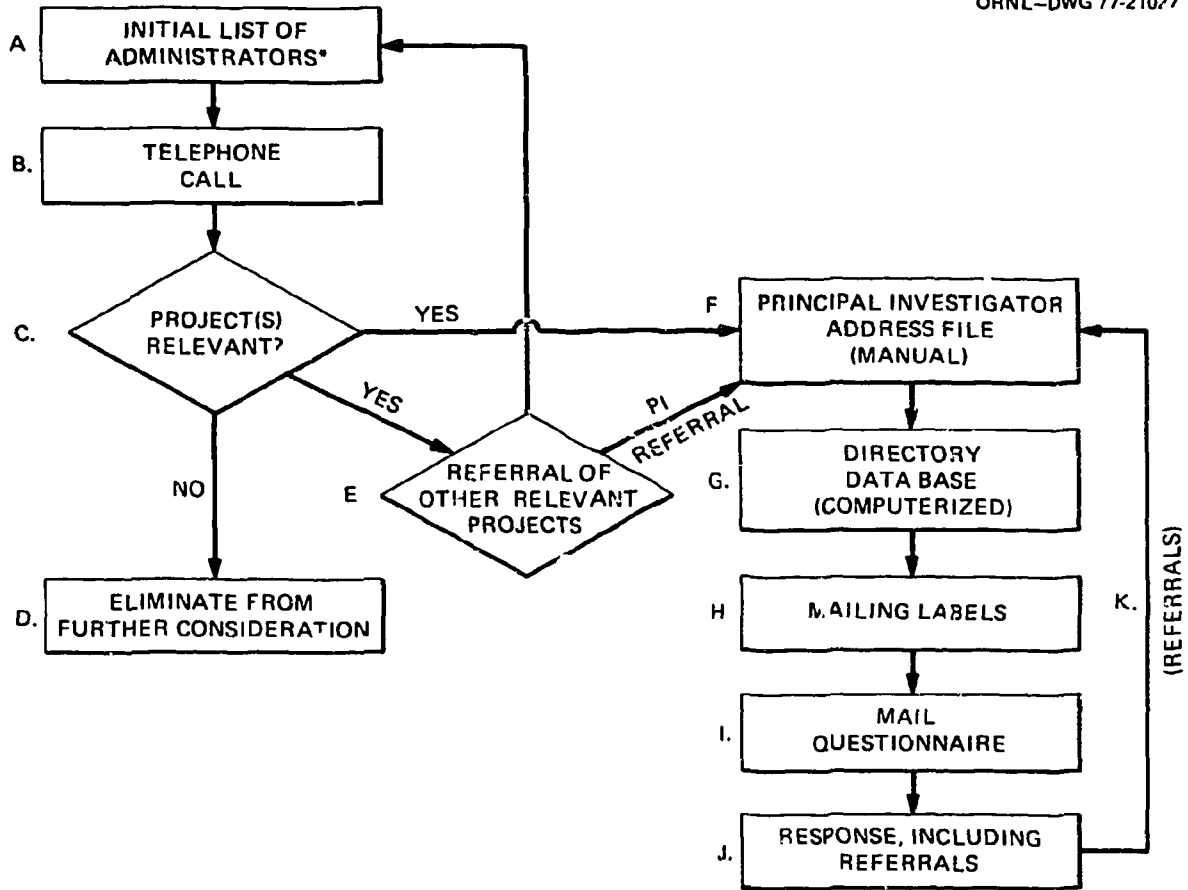 ORNL-DWG 77-21027
A
INITIAL LIST OF
ADMINISTRATORS*
B.
TELEPHONE
CALL
C.
PROJECT(S)
RELEVANT?
YES
YES
NO
D.
ELIMINATE FROM
FURTHER CONSIDERATION
E
REFERRAL OF
OTHER RELEVANT
PROJECTS
PI
REFERRAL
F
PRINCIPAL INVESTIGATOR
ADDRESS FILE
(MANUAL)
G.
DIRECTORY
DATA BASE
(COMPUTERIZED)
H
MAILING LABELS
I.
MAIL
QUESTIONNAIRE
J.
RESPONSE, INCLUDING
REFERRALS
K.
(REFERRALS)